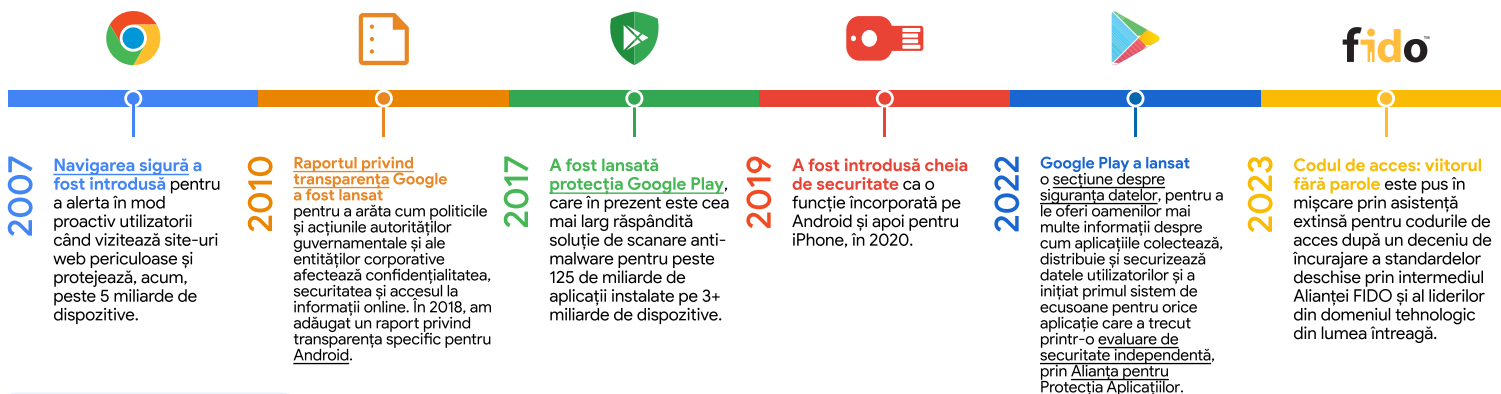 fido™
2007
Navigarea sigură a
fost introdusă pentru
a alerta în mod
proactiv utilizatorii
când vizitează site-uri
web periculoase și
protejează, acum,
peste 5 miliarde de
dispozitive.
2010
Raportul privind
transparența Google
a fost lansat
pentru a arăta cum politicile
și acțiunile autorităților
guvernamentale și ale
entităților corporative
afectează confidențialitatea,
securitatea și accesul la
informații online. În 2018, am
adăugat un raport privind
transparența specific pentru
Android.
2017
A fost lansată
protecția Google Play,
care în prezent este cea
mai larg răspândită
soluție de scanare anti-
malware pentru peste
125 de miliarde de
aplicații instalate pe 3+
miliarde de dispozitive.
2019
A fost introdusă cheia
de securitate ca o
funcție încorporată pe
Android și apoi pentru
iPhone, în 2020.
2022
Google Play a lansat
o secțiune despre
siguranța datelor, pentru a
le oferi oamenilor mai
multe informații despre
cum aplicațiile colectează,
distribuie și securizează
datele utilizatorilor și a
inițiat primul sistem de
ecusoane pentru orice
aplicație care a trecut
printr-o evaluare de
securitate independentă,
prin Alianța pentru
Protecția Aplicațiilor.
2023
Codul de acces: viitorul
fără parole este pus în
mișcare prin asistență
extinsă pentru codurile de
acces după un deceniu de
încurajare a standardelor
deschise prin intermediul
Alianței FIDO și al liderilor
din domeniul tehnologic
din lumea întreagă.